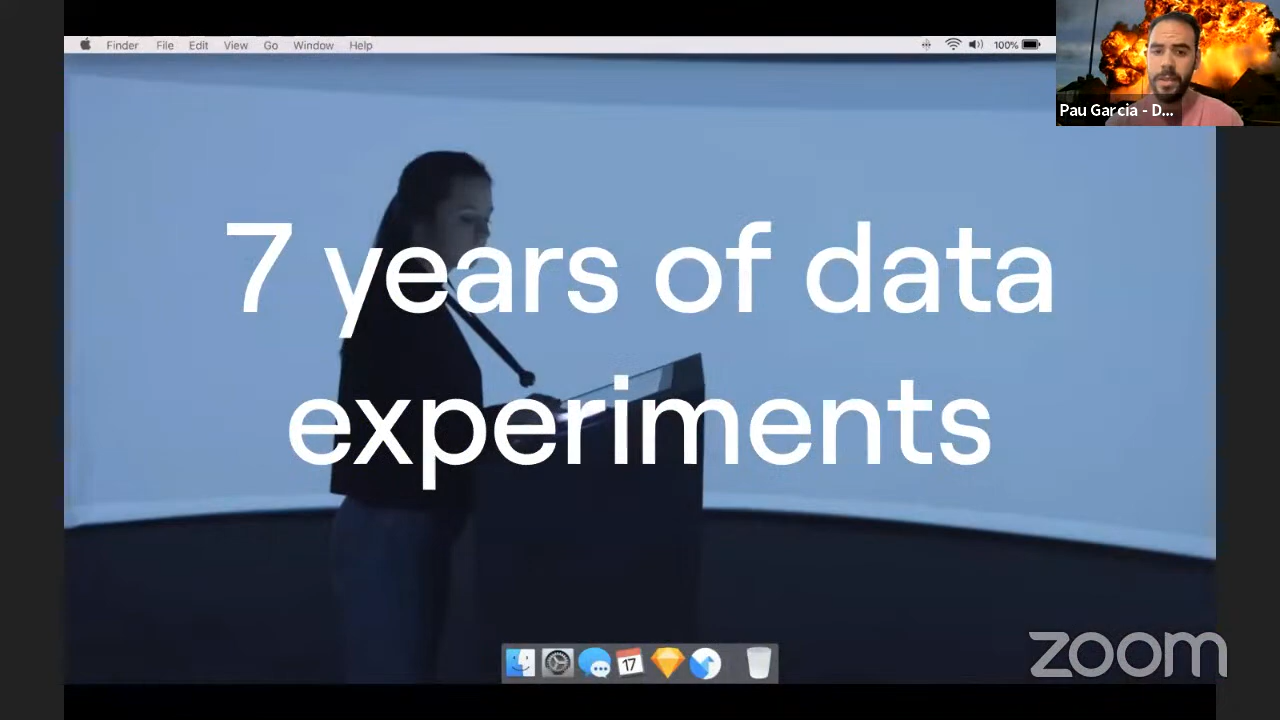 Finder File Edit View Go Window Help
100%
Pau Garcia - D...
7 years of data
experiments
17
zoom